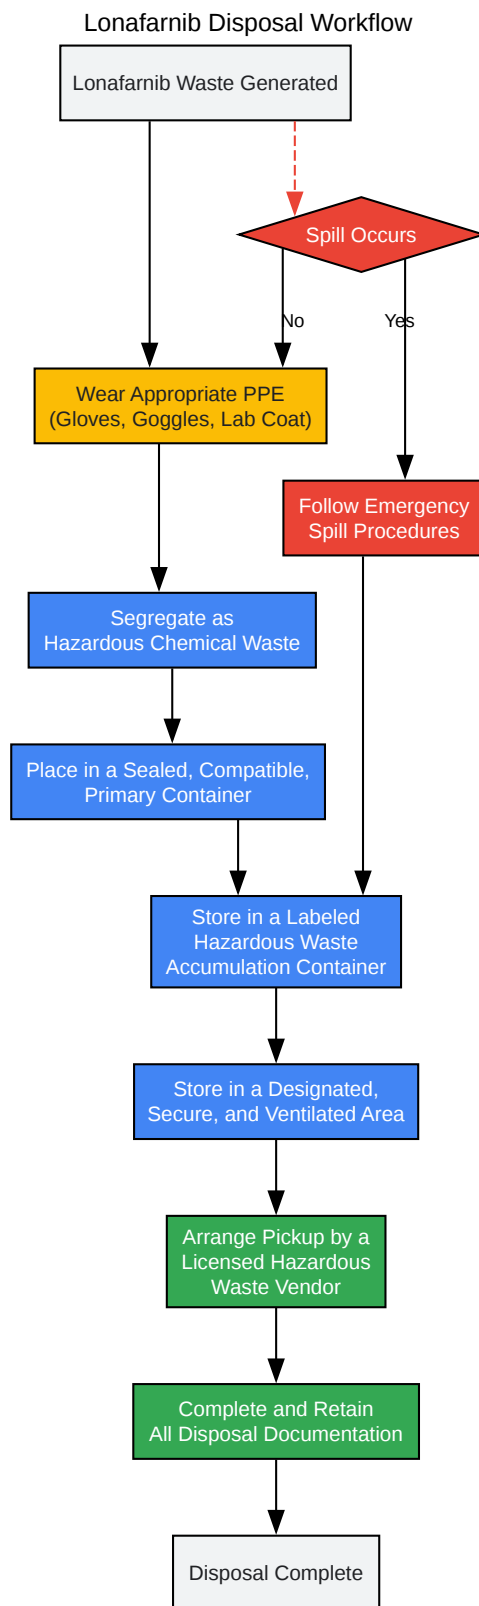 Lonafarnib Disposal Workflow
Lonafarnib Waste Generated
Spill Occurs
No
Yes
Wear Appropriate PPE
(Gloves, Goggles, Lab Coat)
Follow Emergency
Spill Procedures
Segregate as
Hazardous Chemical Waste
Place in a Sealed, Compatible,
Primary Container
Store in a Labeled
Hazardous Waste
Accumulation Container
Store in a Designated,
Secure, and Ventilated Area
Arrange Pickup by a
Licensed Hazardous
Waste Vendor
Complete and Retain
All Disposal Documentation
Disposal Complete